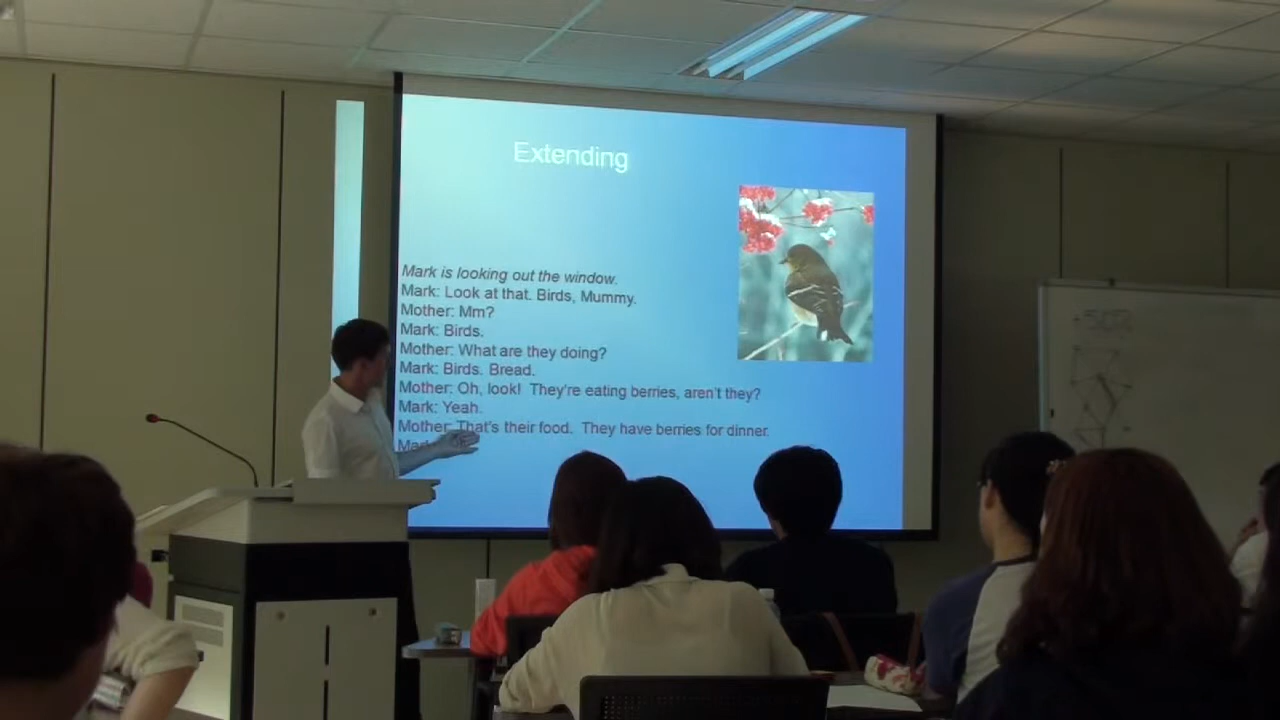 Extending
Mark is looking out the window.
Mark: Look at that. Birds, Mummy.
Mother: Mm?
Mark: Birds.
Mother: What are they doing?
Mark: Birds. Bread.
Mother: Oh, look! They're eating berries, aren't they?
Mark: Yeah.
Mother: That's their food. They have berries for dinner.
Mark: